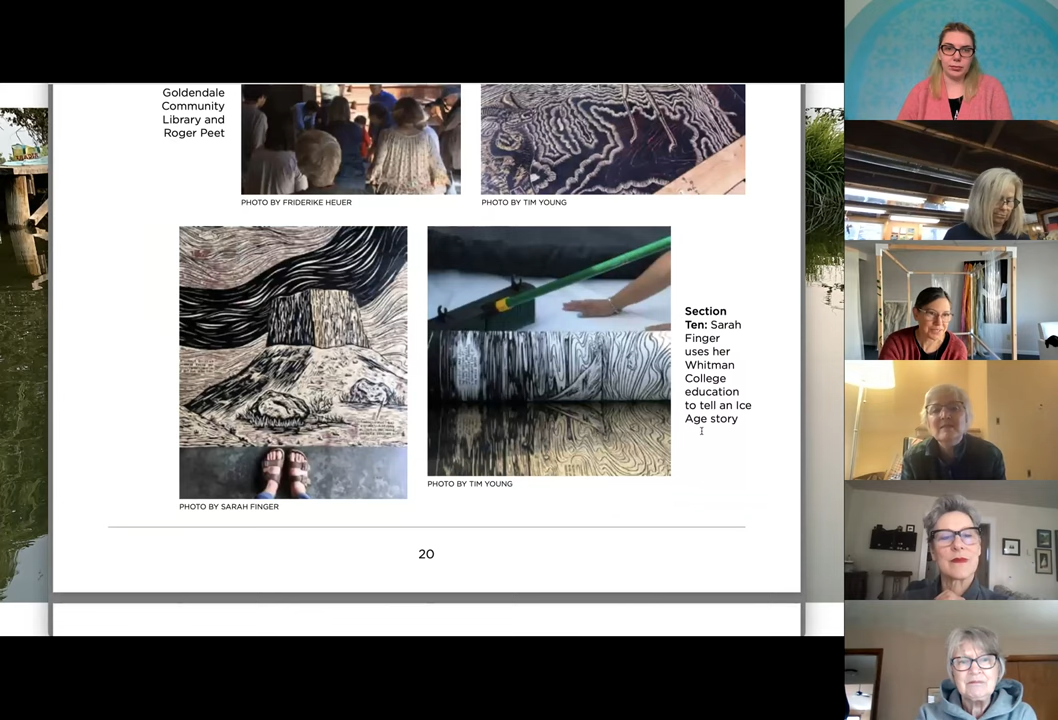 Goldendale
Community
Library and
Roger Peet
PHOTO BY FRIDERIKE HEUER
PHOTO BY TIM YOUNG
Section
Ten: Sarah
Finger
uses her
Whitman
College
education
to tell an Ice
Age story
PHOTO BY TIM YOUNG
PHOTO BY SARAH FINGER
20